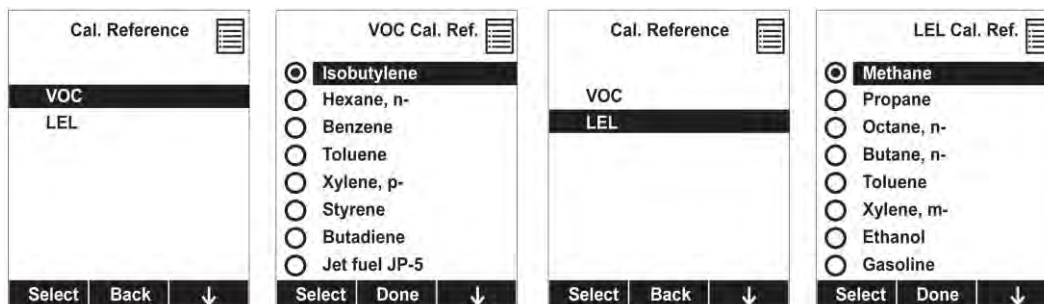 Cal. Reference
VOC
LEL
Select Back ↓
VOC Cal. Ref.
Isobutylene
Hexane, n-
Benzene
Toluene
Xylene, p-
Styrene
Butadiene
Jet fuel JP-5
Select Done ↓
Cal. Reference
VOC
LEL
Select Back ↓
LEL Cal. Ref.
Methane
Propane
Octane, n-
Butane, n-
Toluene
Xylene, m-
Ethanol
Gasoline
Select Done ↓